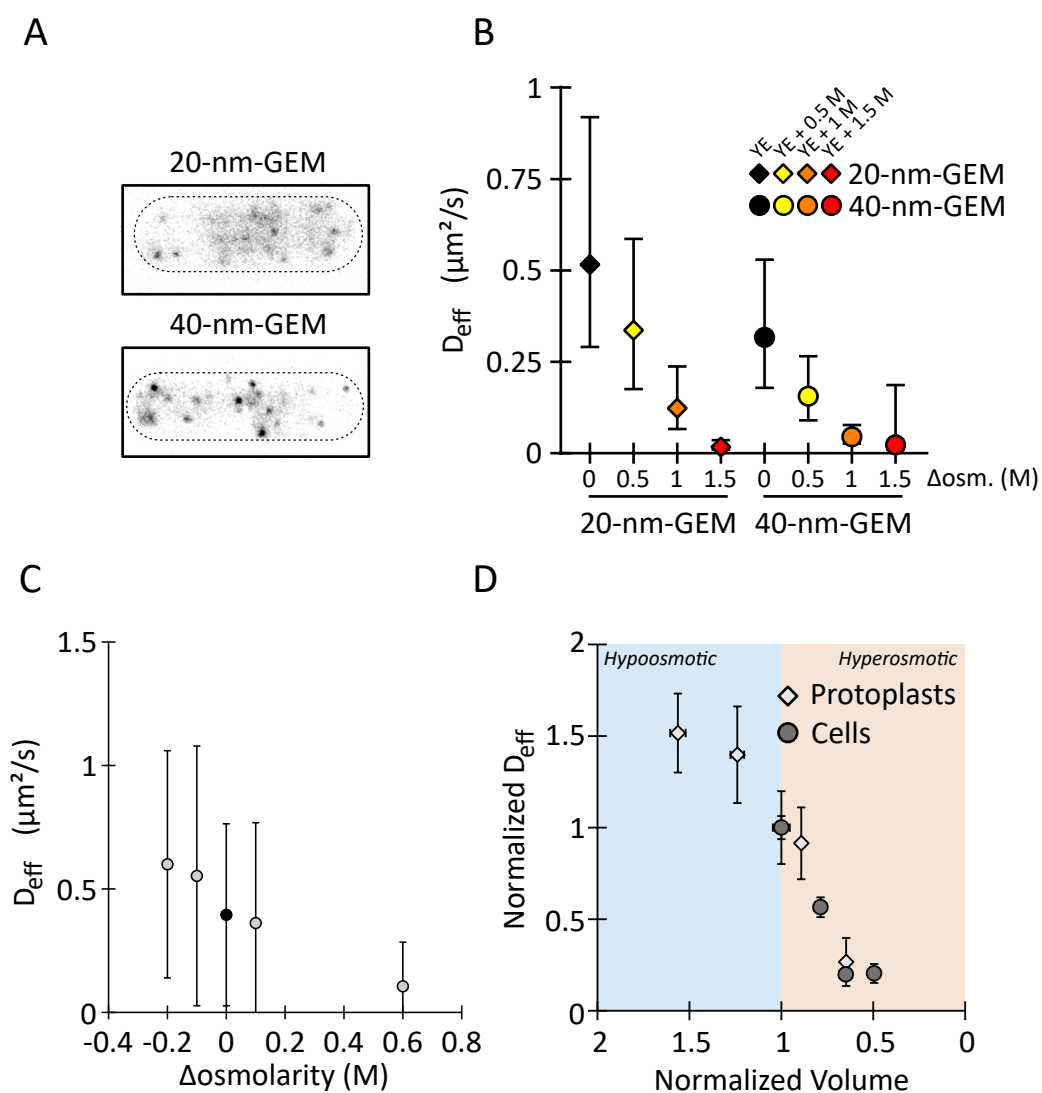 A
20-nm-GEM
40-nm-GEM
B
1
0.75
0.5
0.25
0
Deff (μm²/s)
YE
YE + 0.5 M
YE + 1 M
YE + 1.5 M
20-nm-GEM
40-nm-GEM
0 0.5 1 1.5 0 0.5 1 1.5 Δosm. (M)
20-nm-GEM 40-nm-GEM
C
1.5
1
0.5
0
Deff (μm²/s)
-0.4 -0.2 0 0.2 0.4 0.6 0.8
Δosmolarity (M)
D
2
1.5
1
0.5
0
Normalized Deff
Hypoosmotic Hyperosmotic
Protoplasts
Cells
2 1.5 1 0.5 0
Normalized Volume